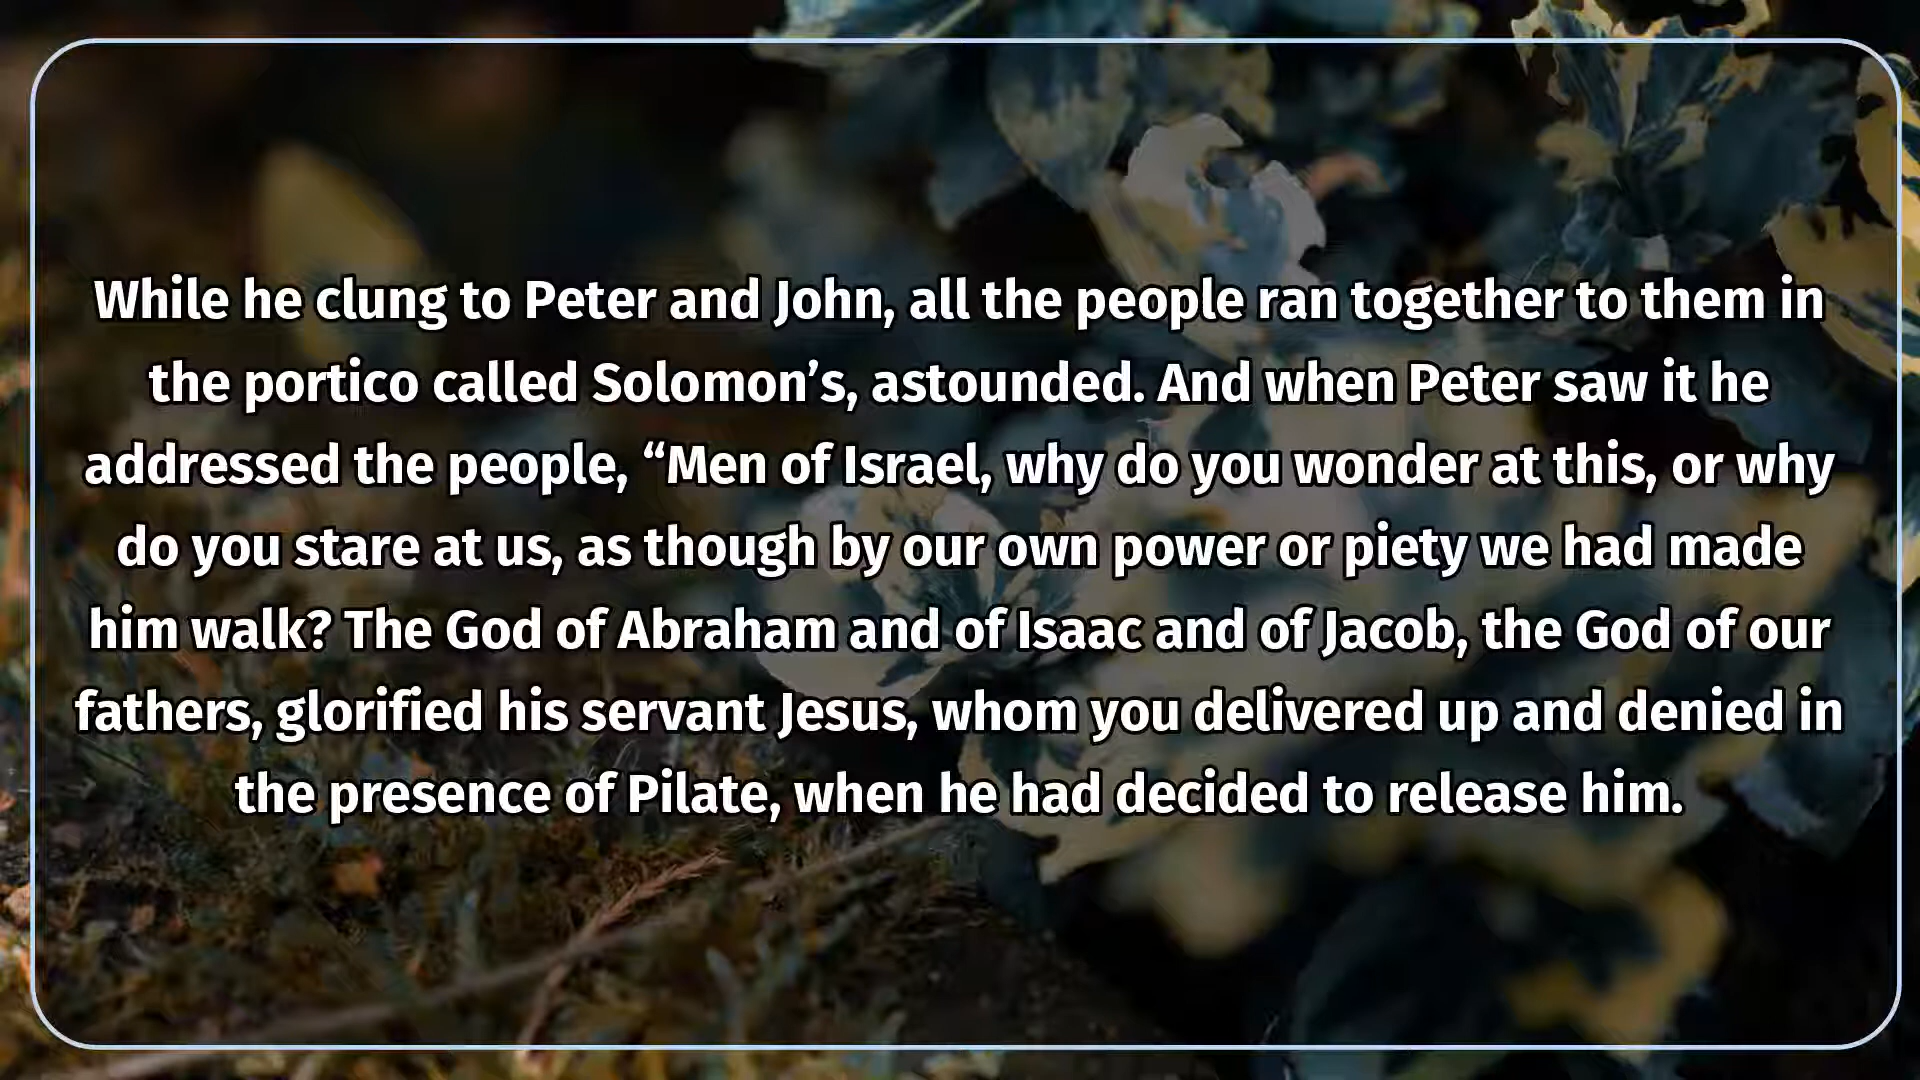 While he clung to Peter and John, all the people ran together to them in
the portico called Solomon’s, astounded. And when Peter saw it he
addressed the people, “Men of Israel, why do you wonder at this, or why
do you stare at us, as though by our own power or piety we had made
him walk? The God of Abraham and of Isaac and of Jacob, the God of our
fathers, glorified his servant Jesus, whom you delivered up and denied in
the presence of Pilate, when he had decided to release him.